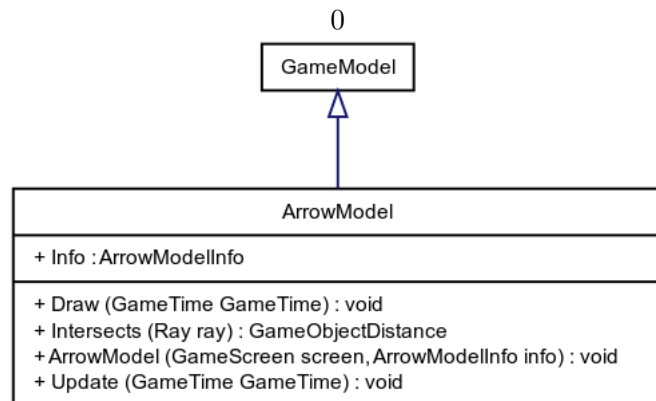 0
GameModel
ArrowModel
+ Info : ArrowModelInfo
+ Draw (GameTime GameTime) : void
+ Intersects (Ray ray) : GameObjectDistance
+ ArrowModel (GameScreen screen, ArrowModelInfo info) : void
+ Update (GameTime GameTime) : void